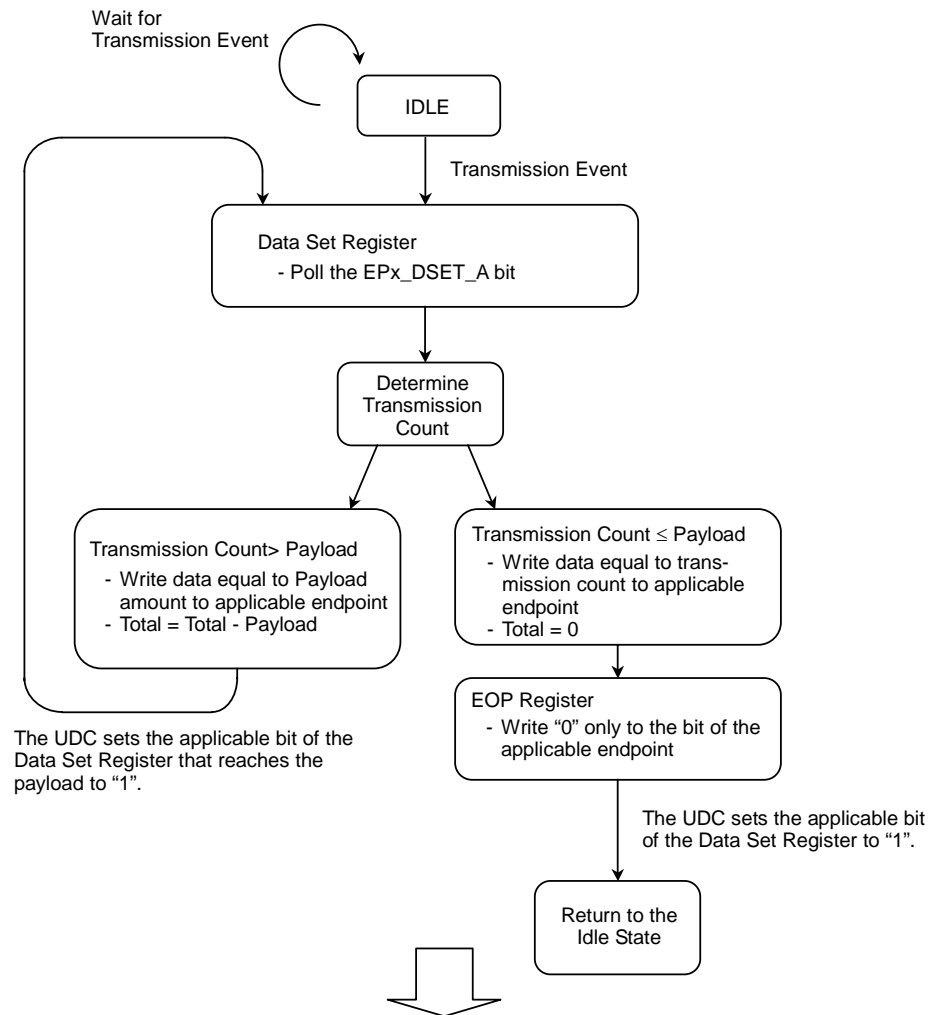 Wait for
Transmission Event
IDLE
Transmission Event
Data Set Register
- Poll the EPx_DSET_A bit
Determine
Transmission
Count
Transmission Count> Payload
- Write data equal to Payload
amount to applicable endpoint
- Total = Total - Payload
Transmission Count ≤ Payload
- Write data equal to trans-
mission count to applicable
endpoint
- Total = 0
EOP Register
- Write “0” only to the bit of the
applicable endpoint
The UDC sets the applicable bit of the
Data Set Register that reaches the
payload to “1”.
The UDC sets the applicable bit
of the Data Set Register to “1”.
Return to the
Idle State